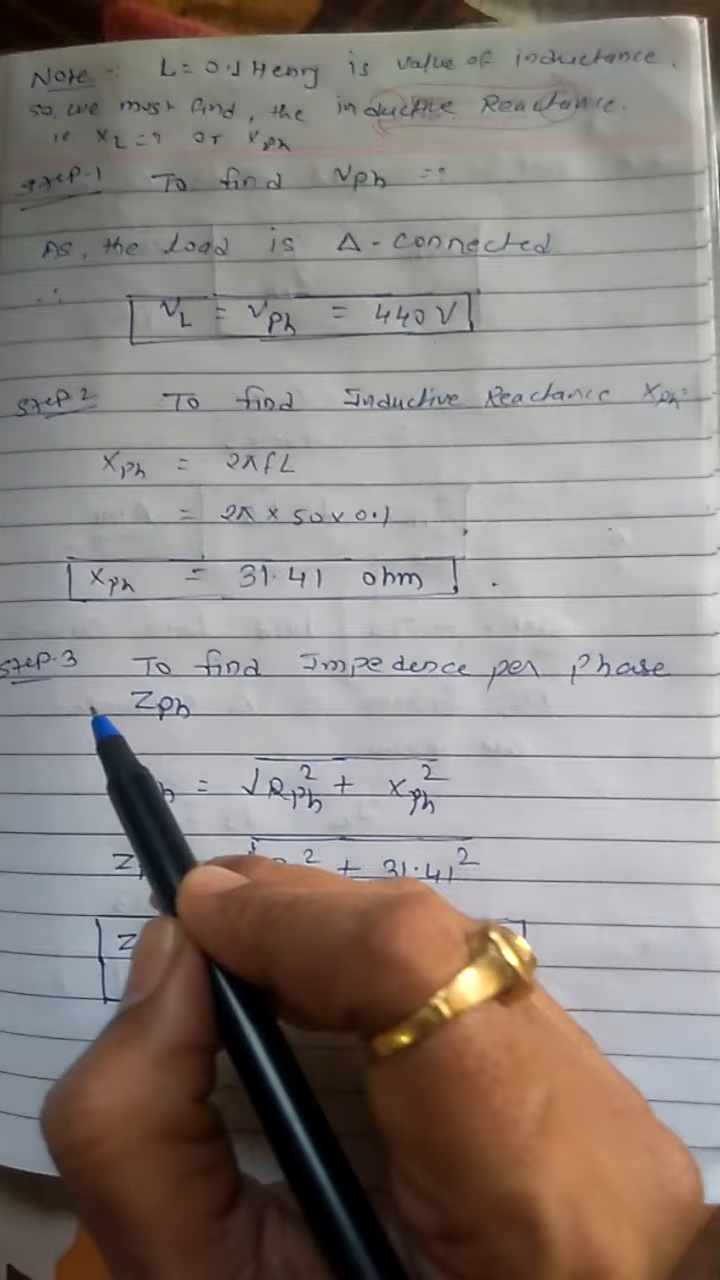 Note :- L = 0.1 Henry is value of inductance.
so, we must find, the inductive Reactance.
ie X2 = ? or Xph
Step-1 To find Vph = ?
As, the load is Δ - connected
∴ VL = VPh = 440 V
Step 2 To find Inductive Reactance Xph:
XPh = 2πfL
= 2π x 50 x 0.1
XPh = 31.41 ohm.
Step-3 To find Impedence per Phase
ZPh
= √RPh² + XPh²
Z ² + 31.41²
Z